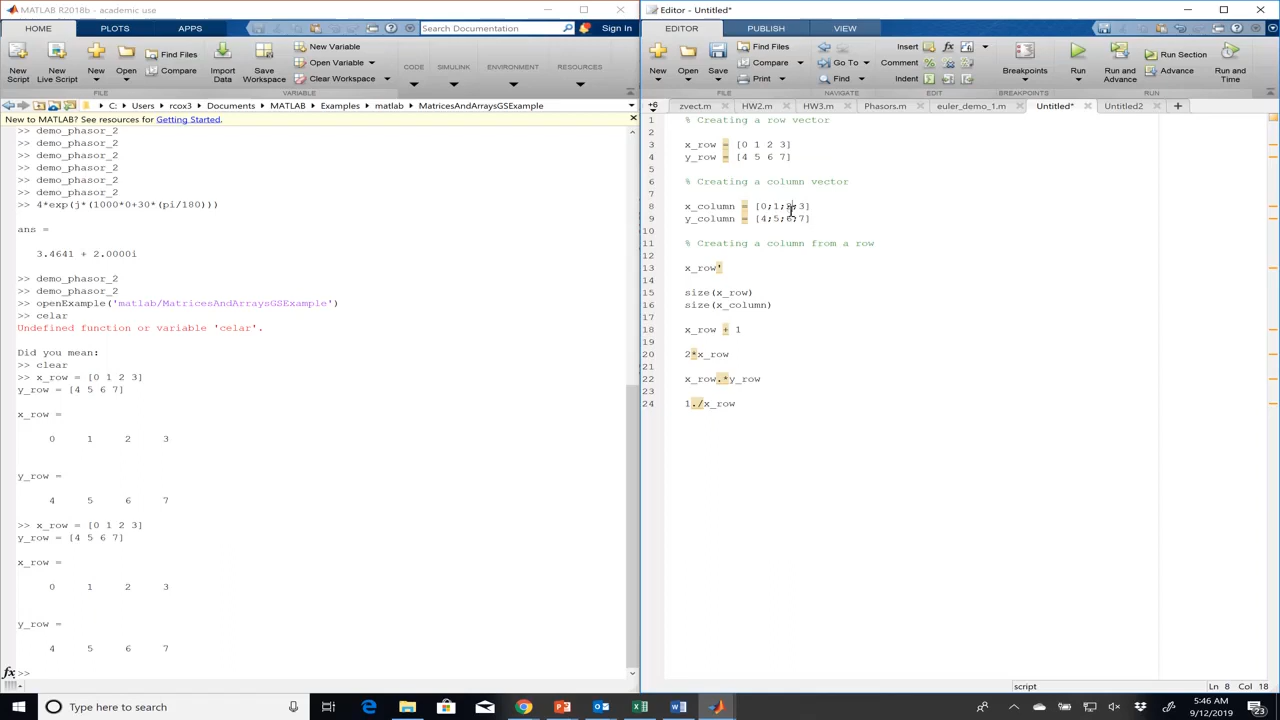 MATLAB R2018b - academic use
HOME PLOTS APPS Search Documentation Sign In
New Script New Live Script New Open Find Files Compare Import Data Save Workspace New Variable Open Variable Clear Workspace CODE SIMULINK ENVIRONMENT RESOURCES
FILE VARIABLE
C: Users rcox3 Documents MATLAB Examples matlab MatricesAndArraysGSExample
New to MATLAB? See resources for Getting Started.
>> demo_phasor_2
>> demo_phasor_2
>> demo_phasor_2
>> demo_phasor_2
>> demo_phasor_2
>> demo_phasor_2
>> 4*exp(j*(1000*0+30*(pi/180)))
ans =
3.4641 + 2.0000i
>> demo_phasor_2
>> demo_phasor_2
>> openExample('matlab/MatricesAndArraysGSExample')
>> celar
Undefined function or variable 'celar'.
Did you mean:
>> clear
>> x_row = [0 1 2 3]
y_row = [4 5 6 7]
x_row =
0 1 2 3
y_row =
4 5 6 7
>> x_row = [0 1 2 3]
y_row = [4 5 6 7]
x_row =
0 1 2 3
y_row =
4 5 6 7
fx >>
Editor - Untitled*
EDITOR PUBLISH VIEW
New Open Save Find Files Compare Print Go To Find Insert fx Comment Indent Breakpoints Run Run and Advance Run Section Advance Run and Time
FILE NAVIGATE EDIT BREAKPOINTS RUN
+6 zvect.m HW2.m HW3.m Phasors.m euler_demo_1.m Untitled* Untitled2
1 % Creating a row vector
2
3 x_row = [0 1 2 3]
4 y_row = [4 5 6 7]
5
6 % Creating a column vector
7
8 x_column = [0;1;2;3]
9 y_column = [4;5;6;7]
10
11 % Creating a column from a row
12
13 x_row'
14
15 size(x_row)
16 size(x_column)
17
18 x_row + 1
19
20 2*x_row
21
22 x_row.*y_row
23
24 1./x_row
script Ln 8 Col 18
Type here to search
5:46 AM
9/12/2019
23